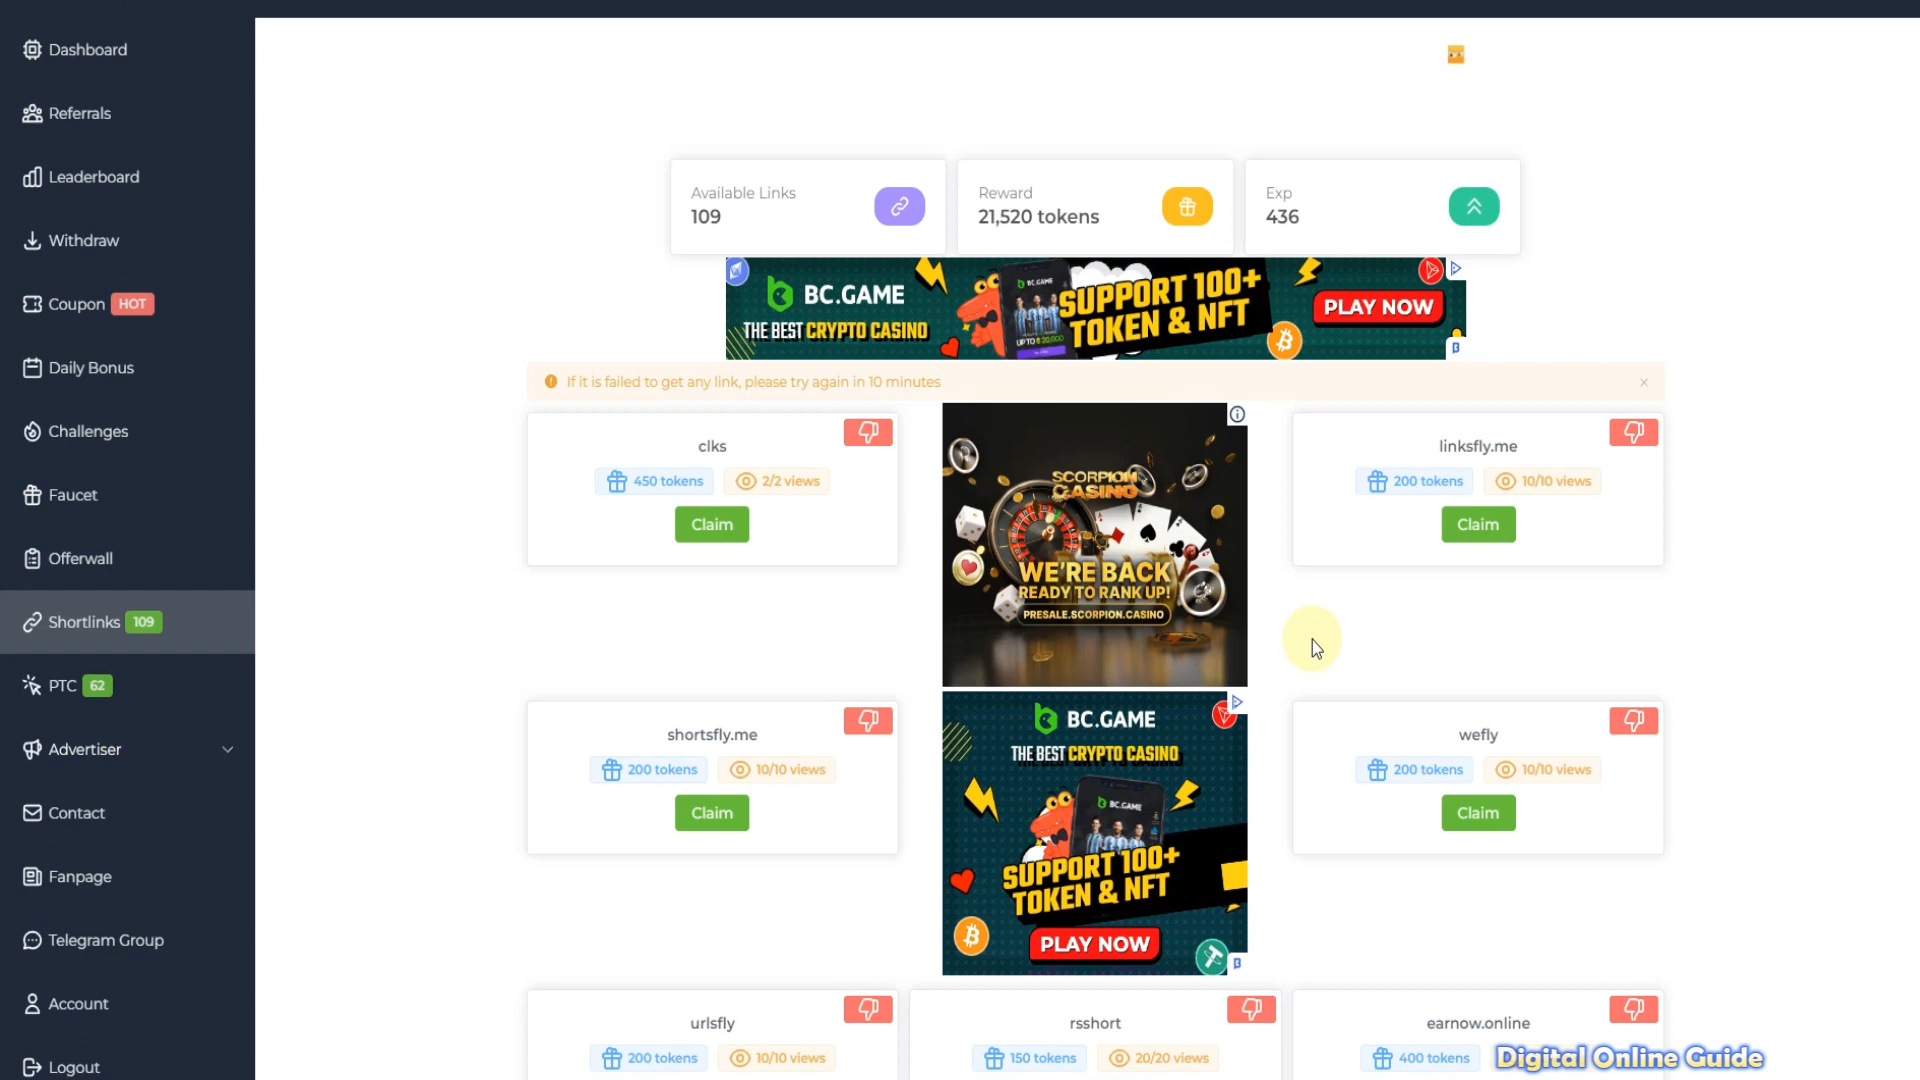 Dashboard
Referrals
Leaderboard
Withdraw
Coupon HOT
Daily Bonus
Challenges
Faucet
Offerwall
Shortlinks 109
PTC 62
Advertiser
Contact
Fanpage
Telegram Group
Account
Logout
Available Links
109
Reward
21,520 tokens
Exp
436
BC.GAME
THE BEST CRYPTO CASINO
BC.GAME
SUPPORT 100+
TOKEN & NFT
PLAY NOW
If it is failed to get any link, please try again in 10 minutes
clks
450 tokens 2/2 views
Claim
SCORPION
CASINO
WE'RE BACK
READY TO RANK UP!
PRESALE.SCORPION.CASINO
linksfly.me
200 tokens 10/10 views
Claim
shortsfly.me
200 tokens 10/10 views
Claim
BC.GAME
THE BEST CRYPTO CASINO
BC.GAME
SUPPORT 100+
TOKEN & NFT
PLAY NOW
wefly
200 tokens 10/10 views
Claim
urlsfly
200 tokens 10/10 views
rsshort
150 tokens 20/20 views
earnow.online
400 tokens
Digital Online Guide